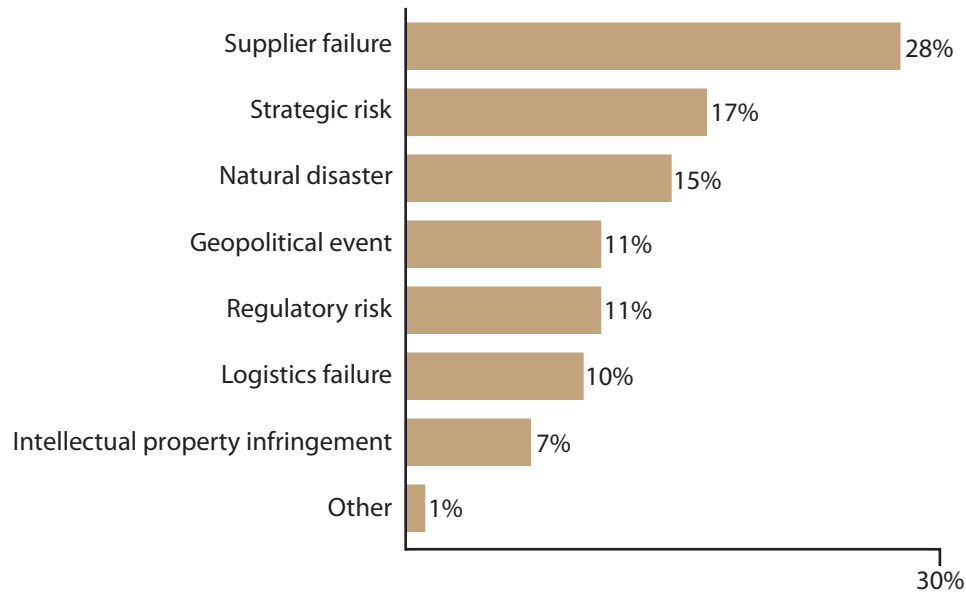 Supplier failure
28%
Strategic risk
17%
Natural disaster
15%
Geopolitical event
11%
Regulatory risk
11%
Logistics failure
10%
Intellectual property infringement
7%
Other
1%
30%